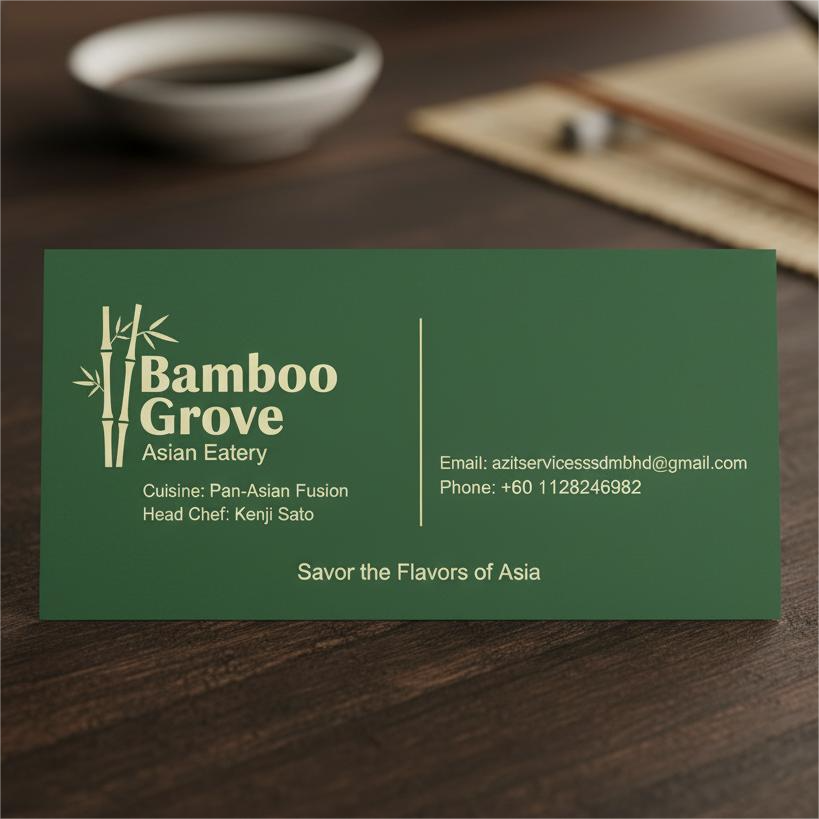 Bamboo
Grove
Asian Eatery
Cuisine: Pan-Asian Fusion
Head Chef: Kenji Sato
Email: azitservicesssdmbhd@gmail.com
Phone: +60 1128246982
Savor the Flavors of Asia